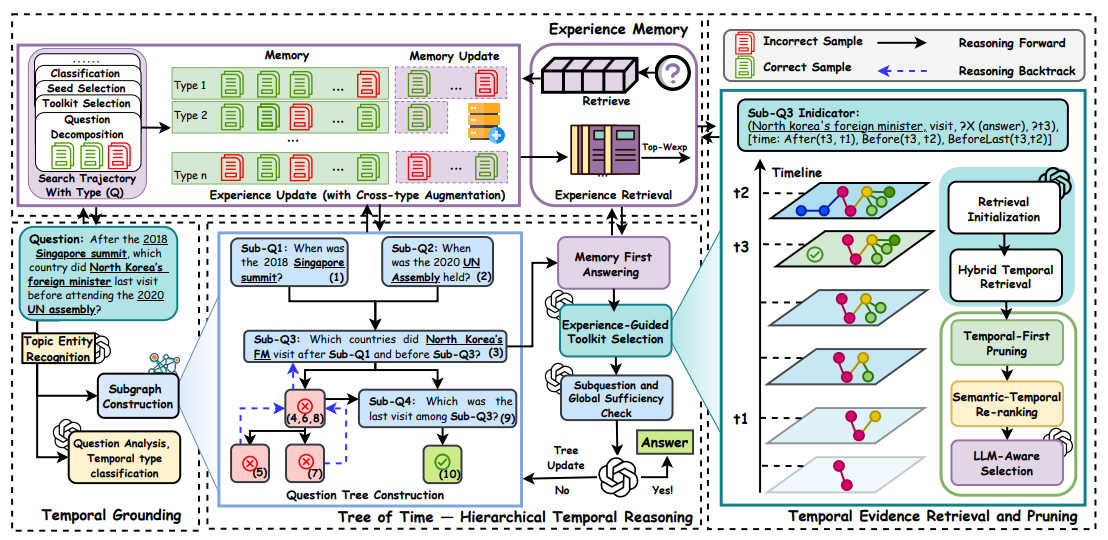 Experience Memory
......
Classification
Seed Selection
Toolkit Selection
Question
Decomposition
Search Trajectory
With Type (Q)
Memory
Memory Update
Type 1
...
...
Type 2
...
...
Type n
...
...
Experience Update (with Cross-type Augmentation)
?
Retrieve
Top-Wexp
Experience Retrieval
Incorrect Sample
Reasoning Forward
Correct Sample
Reasoning Backtrack
Question: After the 2018
Singapore summit, which
country did North Korea's
foreign minister last visit
before attending the 2020
UN assembly?
Topic Entity
Recognition
Subgraph
Construction
Question Analysis,
Temporal type
classification
Temporal Grounding
Sub-Q1: When was
the 2018 Singapore
summit? (1)
Sub-Q2: When
was the 2020 UN
Assembly held? (2)
Sub-Q3: Which countries did North Korea's
FM visit after Sub-Q1 and before Sub-Q3? (3)
(4,6,8)
Sub-Q4: Which was the
last visit among Sub-Q3? (9)
(5)
(7)
(10)
Question Tree Construction
Memory First
Answering
Experience-Guided
Toolkit Selection
Subquestion and
Global Sufficiency
Check
Answer
Tree
Update
No
Yes!
Tree of Time — Hierarchical Temporal Reasoning
Sub-Q3 Inidicator:
(North korea's foreign minister, visit, ?X (answer), ?t3),
[time: After(t3, t1), Before(t3, t2), BeforeLast(t3,t2)]
Timeline
t2
t3
t1
Retrieval
Initialization
Hybrid Temporal
Retrieval
Temporal-First
Pruning
Semantic-Temporal
Re-ranking
LLM-Aware
Selection
Temporal Evidence Retrieval and Pruning